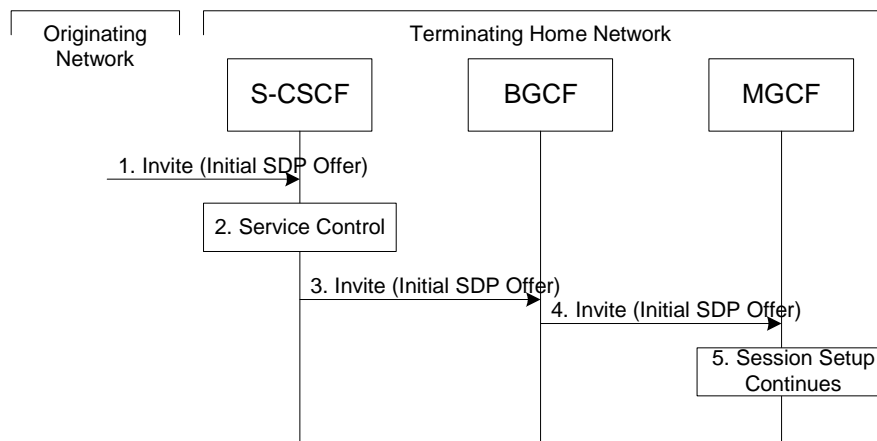 Originating
Network
Terminating Home Network
S-CSCF
BGCF
MGCF
1. Invite (Initial SDP Offer)
2. Service Control
3. Invite (Initial SDP Offer)
4. Invite (Initial SDP Offer)
5. Session Setup
Continues